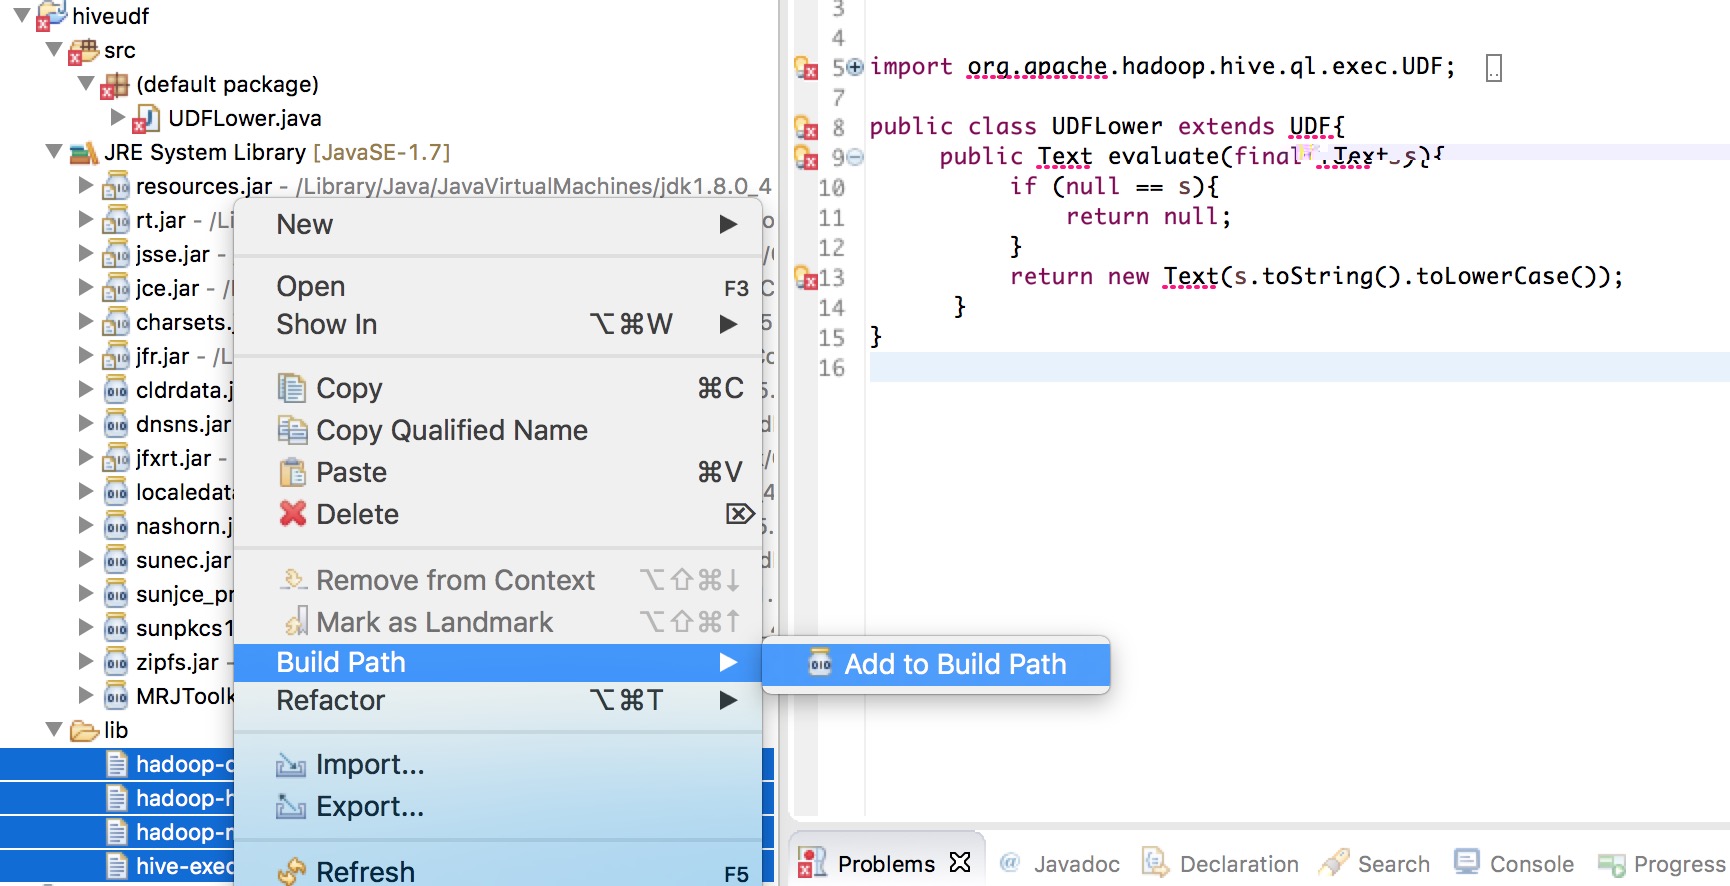 hiveudf
src
(default package)
UDFLower.java
JRE System Library [JavaSE-1.7]
resources.jar - /Library/Java/JavaVirtualMachines/jdk1.8.0_4
rt.jar - /Li
jsse.jar -
jce.jar - /
charsets.
jfr.jar - /L
cldrdata.j
dnsns.jar
jfxrt.jar -
localedat
nashorn.j
sunec.jar
sunjce_pr
sunpkcs1
zipfs.jar -
MRJToolk
lib
hadoop-c
hadoop-h
hadoop-m
hive-exec
New
Open F3
Show In ⌥⌘W
Copy ⌘C
Copy Qualified Name
Paste ⌘V
Delete ⌦
Remove from Context ⌥⇧⌘↓
Mark as Landmark ⌥⇧⌘↑
Build Path
Refactor ⌥⌘T
Import...
Export...
Refresh F5
Add to Build Path
3
4
5 import org.apache.hadoop.hive.ql.exec.UDF;
7
8 public class UDFLower extends UDF{
9 public Text evaluate(final Text s){
10 if (null == s){
11 return null;
12 }
13 return new Text(s.toString().toLowerCase());
14 }
15 }
16
Problems @ Javadoc Declaration Search Console Progress